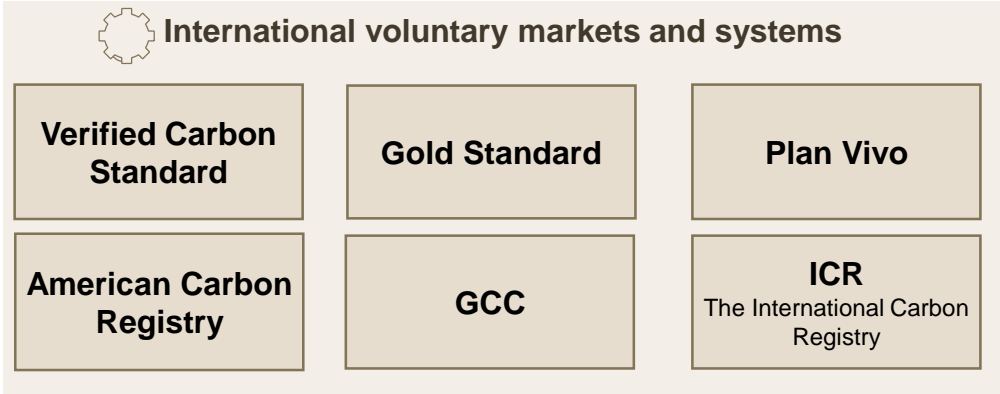 International voluntary markets and systems
Verified Carbon
Standard
Gold Standard
Plan Vivo
American Carbon
Registry
GCC
ICR
The International Carbon
Registry